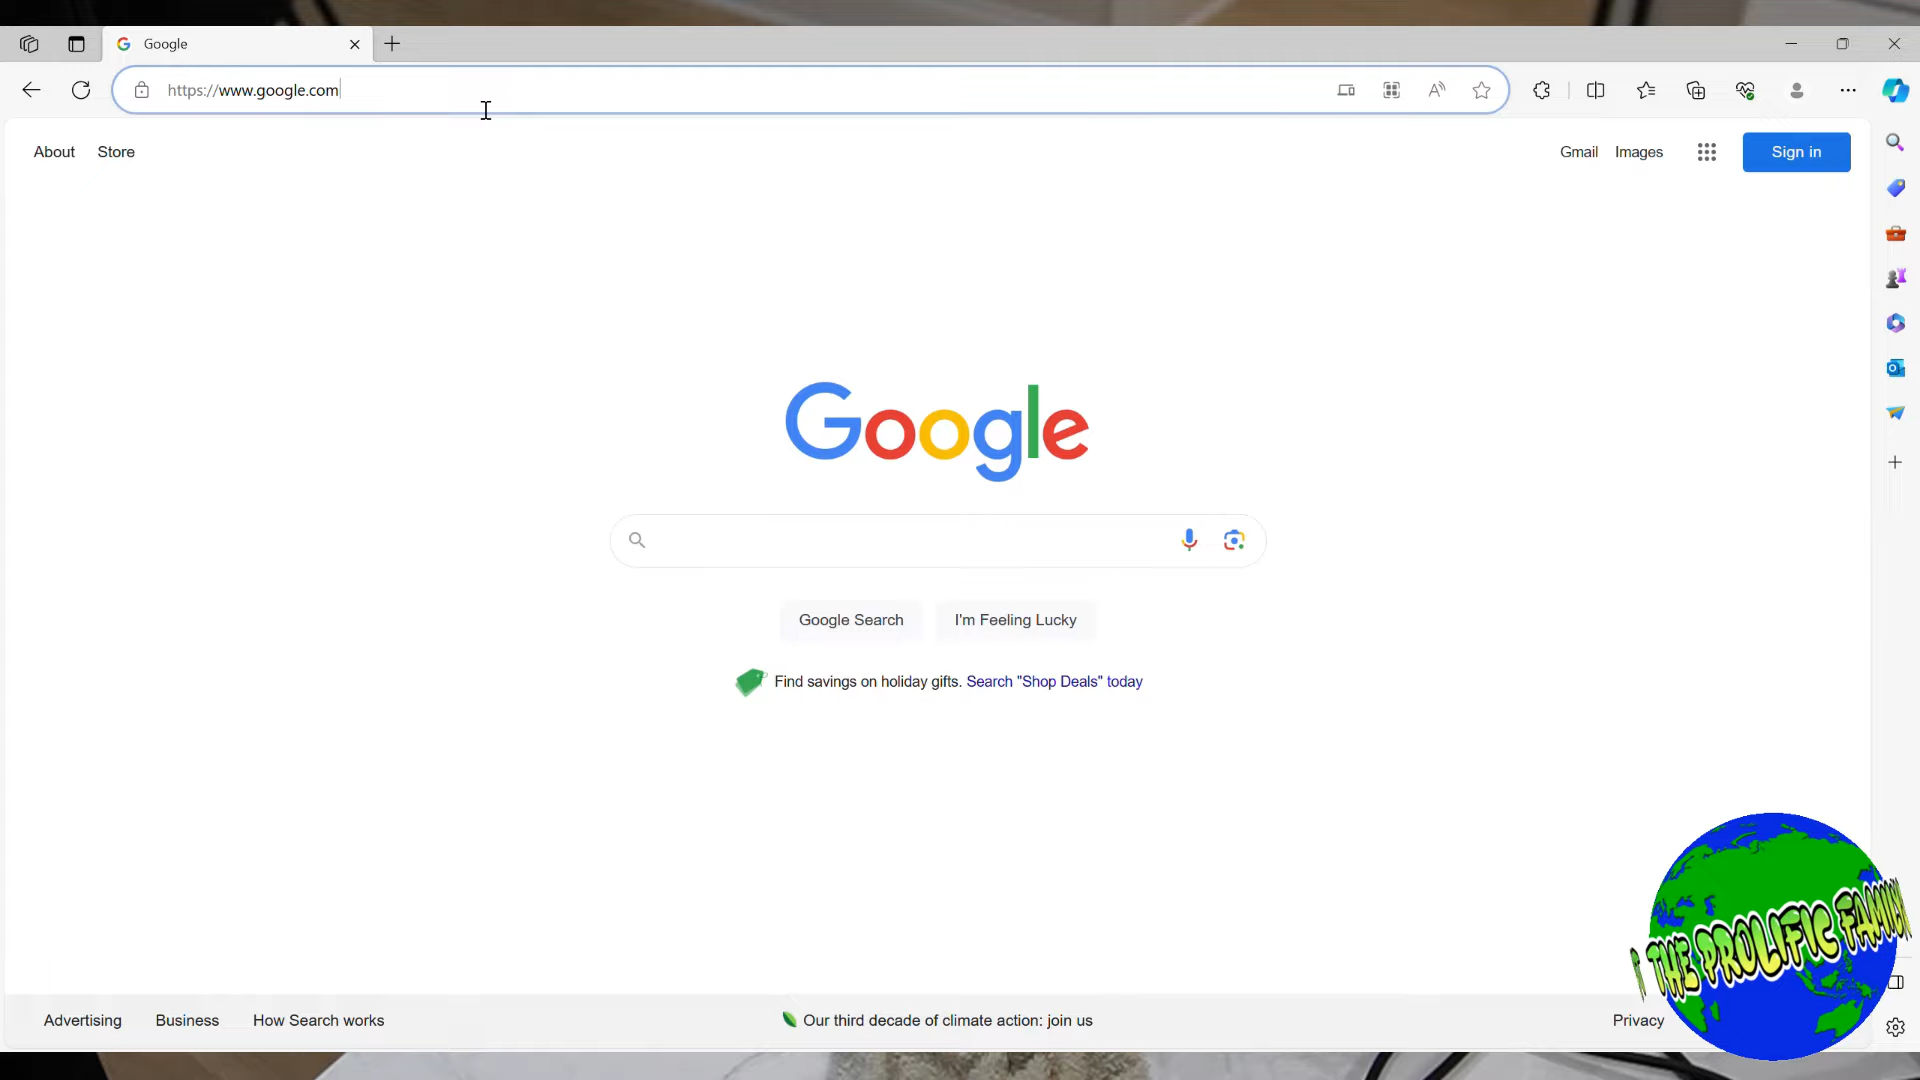 Google
https://www.google.com
About Store
Gmail Images Sign in
Google
Google Search I'm Feeling Lucky
Find savings on holiday gifts. Search "Shop Deals" today
THE PROLIFIC FAMILY
Advertising Business How Search works
Our third decade of climate action: join us
Privacy